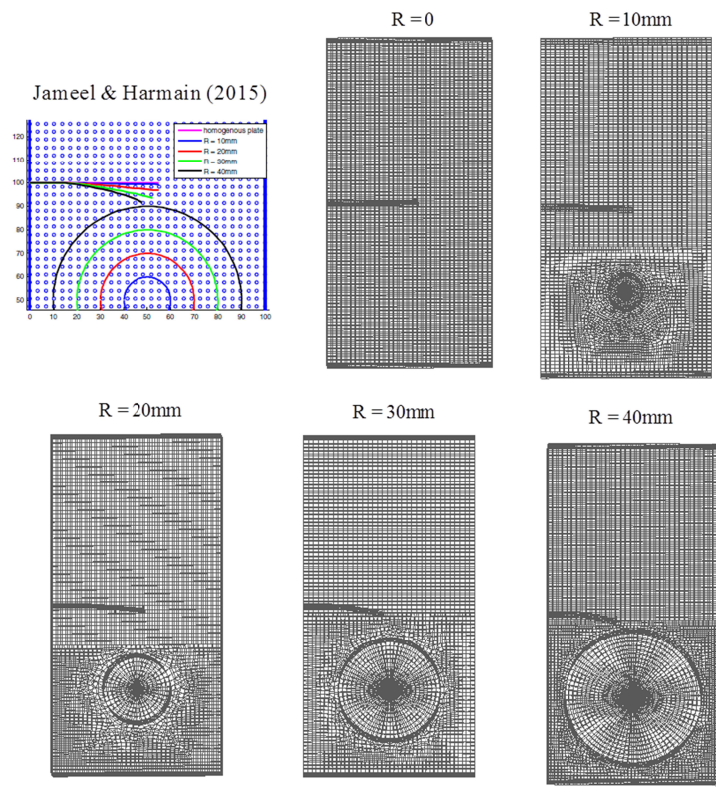 R = 0
R = 10mm
Jameel & Harmain (2015)
homogenous plate
R = 10mm
R = 20mm
R = 30mm
R = 40mm
120
110
100
90
80
70
60
50
0 10 20 30 40 50 60 70 80 90 100
R = 20mm
R = 30mm
R = 40mm